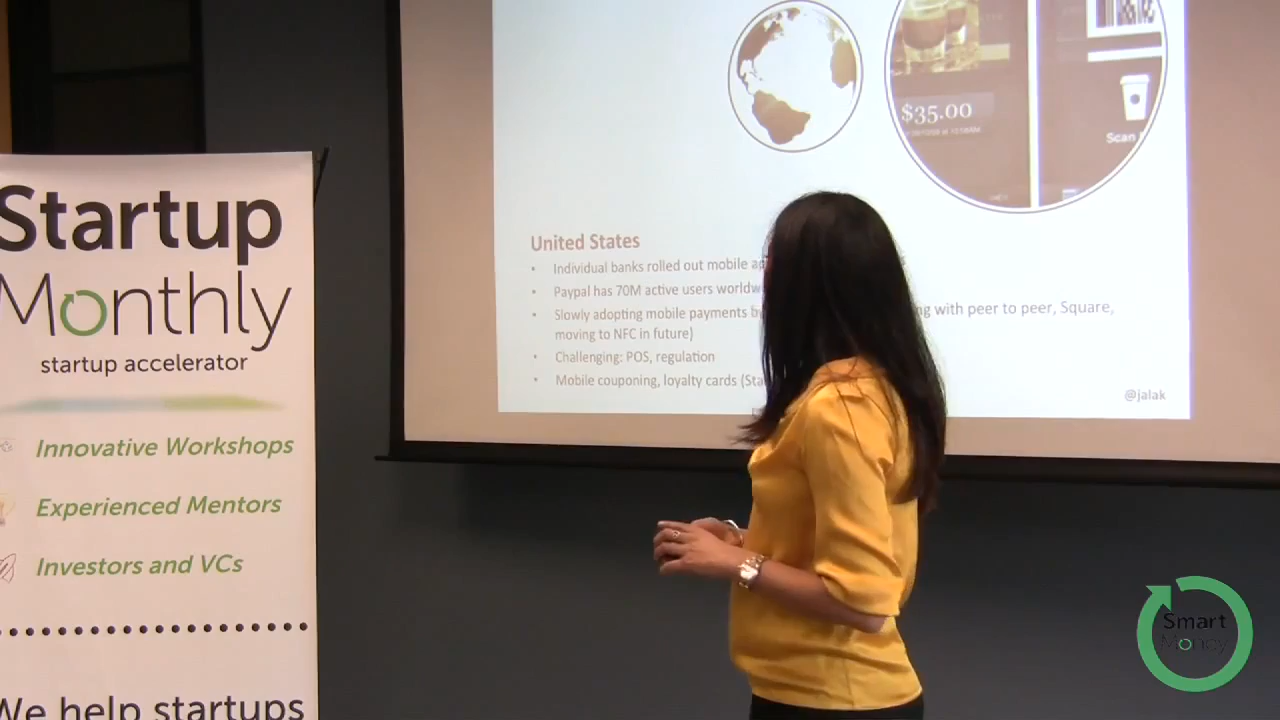 Startup
Monthly
startup accelerator
Innovative Workshops
Experienced Mentors
Investors and VCs
We help startups
$35.00
Scan
United States
• Individual banks rolled out mobile
• Paypal has 70M active users
• Slowly adopting mobile payments with peer to peer, Square,
moving to NFC in future)
• Challenging: POS, regulation
• Mobile couponing, loyalty cards
@jalak
Smart
Money